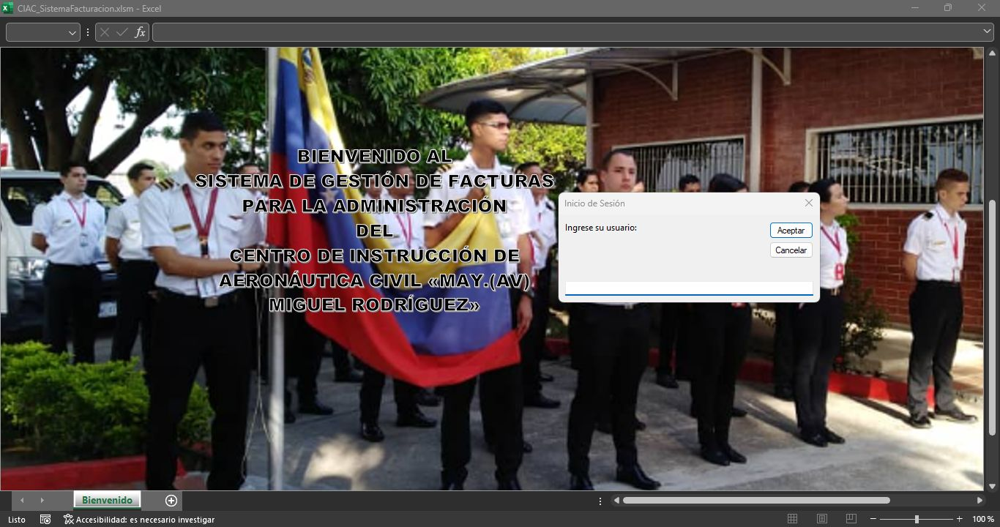 CIAC_SistemaFacturacion.xlsm - Excel
fx
BIENVENIDO AL
SISTEMA DE GESTIÓN DE FACTURAS
PARA LA ADMINISTRACIÓN
DEL
CENTRO DE INSTRUCCIÓN DE
AERONÁUTICA CIVIL «MAY.(AV)
MIGUEL RODRÍGUEZ»
Inicio de Sesión
Ingrese su usuario:
Aceptar
Cancelar
Bienvenido
Listo
Accesibilidad: es necesario investigar
100 %